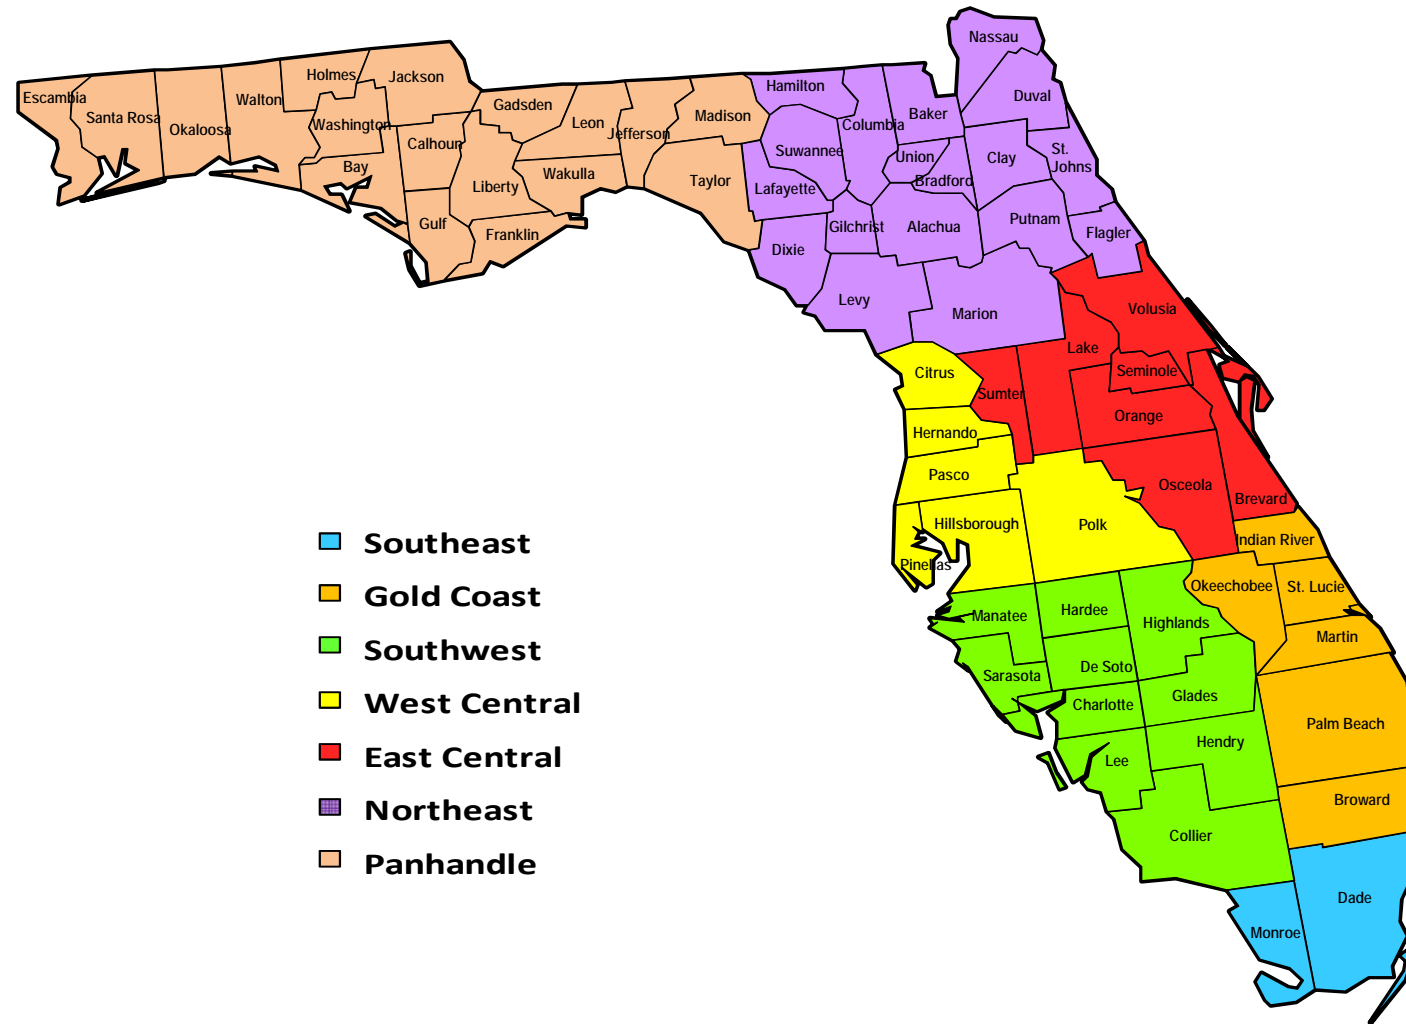 Nassau
Duval
Hamilton
Baker
Columbia
Suwannee
Union
Bradford
Clay
St.
Johns
Lafayette
Gilchrist
Alachua
Putnam
Flagler
Dixie
Levy
Marion
Escambia
Santa Rosa
Okaloosa
Walton
Holmes
Washington
Jackson
Bay
Calhoun
Gulf
Gadsden
Liberty
Franklin
Leon
Wakulla
Jefferson
Madison
Taylor
Volusia
Lake
Seminole
Orange
Sumter
Osceola
Brevard
Citrus
Hernando
Pasco
Hillsborough
Pinellas
Polk
Indian River
Okeechobee
St. Lucie
Martin
Palm Beach
Broward
Manatee
Hardee
Highlands
Sarasota
De Soto
Charlotte
Glades
Lee
Hendry
Collier
Dade
Monroe
Southeast
Gold Coast
Southwest
West Central
East Central
Northeast
Panhandle